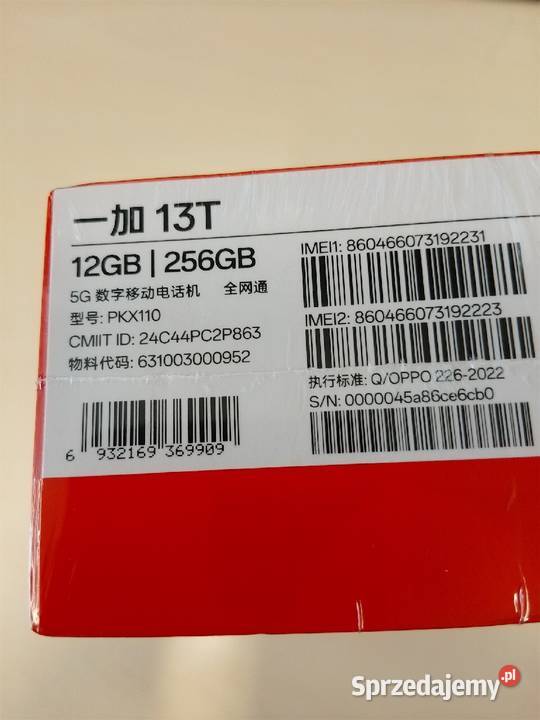 一加 13T
12GB | 256GB
5G 数字移动电话机 全网通
型号: PKX110
CMIIT ID: 24C44PC2P863
物料代码: 631003000952
6 932169 369909
IMEI1: 860466073192231
IMEI2: 860466073192223
执行标准: Q/OPPO 226-2022
S/N: 0000045a86ce6cb0
Sprzedajemy.pl